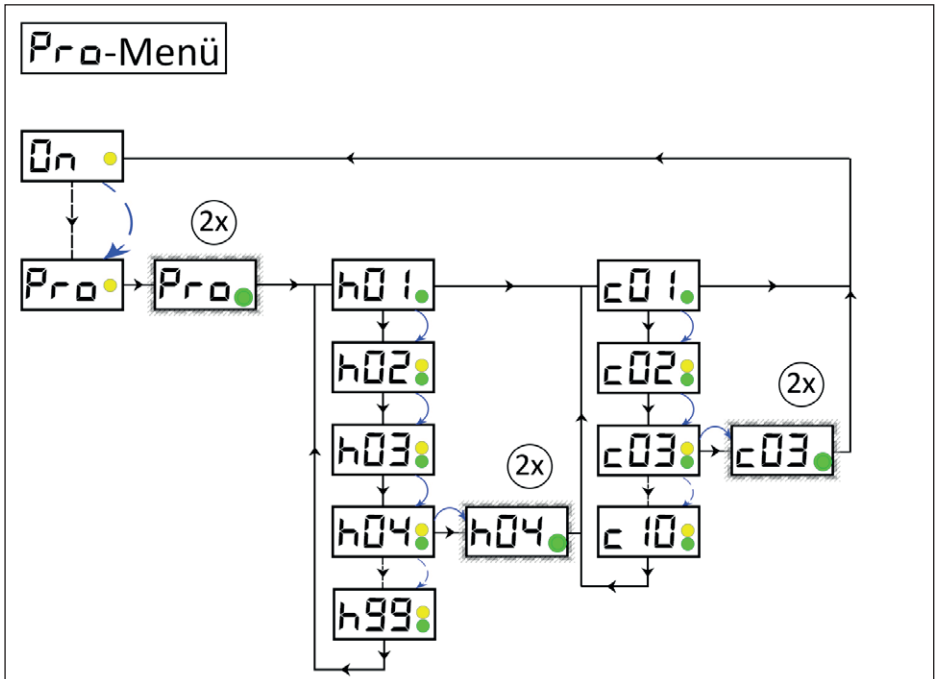 Pro-Menü
On
2x
Pro
Pro
h01
c01
h02
c02
2x
h03
2x
c03
c03
h04
h04
c10
h99